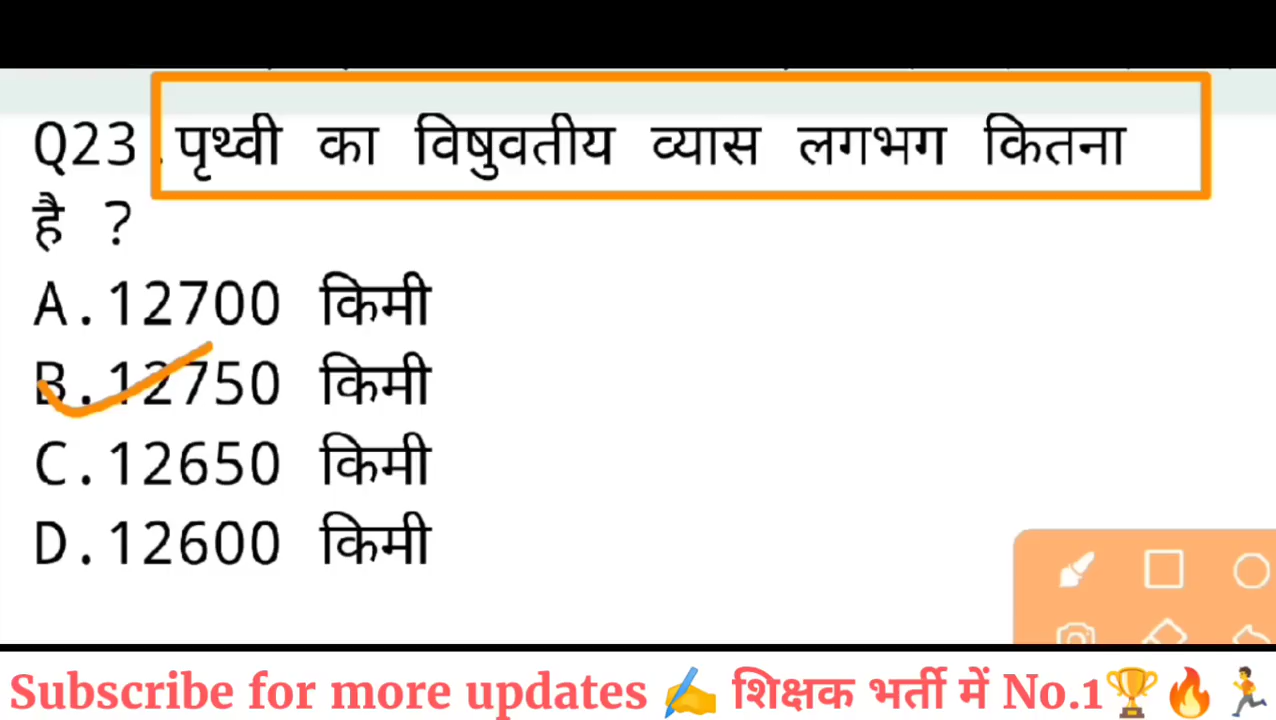 Q23.पृथ्वी का विषुवतीय व्यास लगभग कितना
है ?
A.12700 किमी
B.12750 किमी
C.12650 किमी
D.12600 किमी
Subscribe for more updates ✍️ शिक्षक भर्ती में No.1🏆🔥🏃